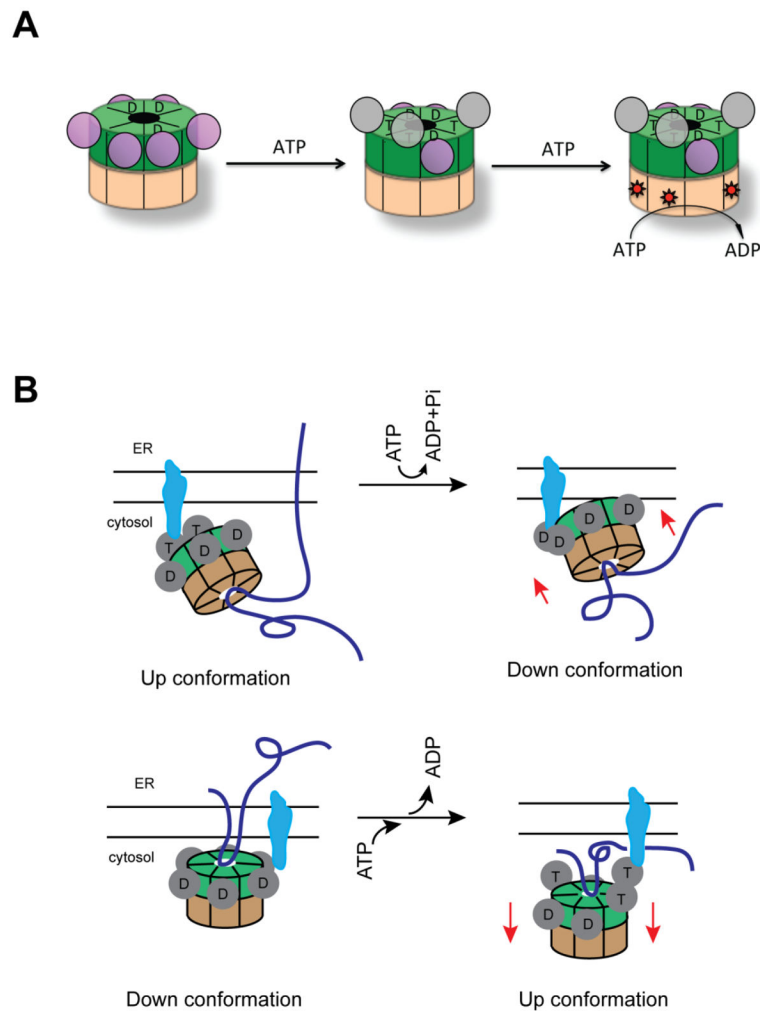 A
D D
D
ATP
D D
T T
T T
ATP
D D
T T
T T
ATP ADP
B
ER
cytosol
T T D
D D
Up conformation
ATP
ADP+Pi
D D D D
Down conformation
ER
cytosol
D D D
Down conformation
ATP
ADP
T T
T
D D
Up conformation